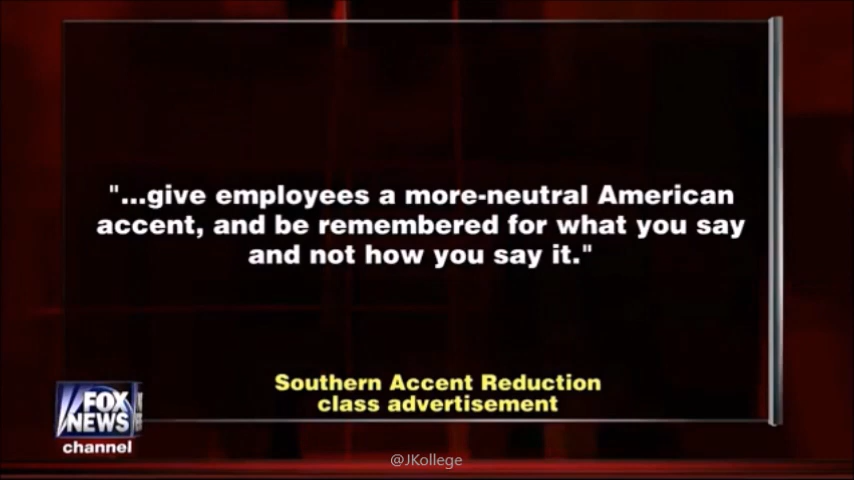 "...give employees a more-neutral American
accent, and be remembered for what you say
and not how you say it."
Southern Accent Reduction
class advertisement
FOX
NEWS
channel
@JKollege